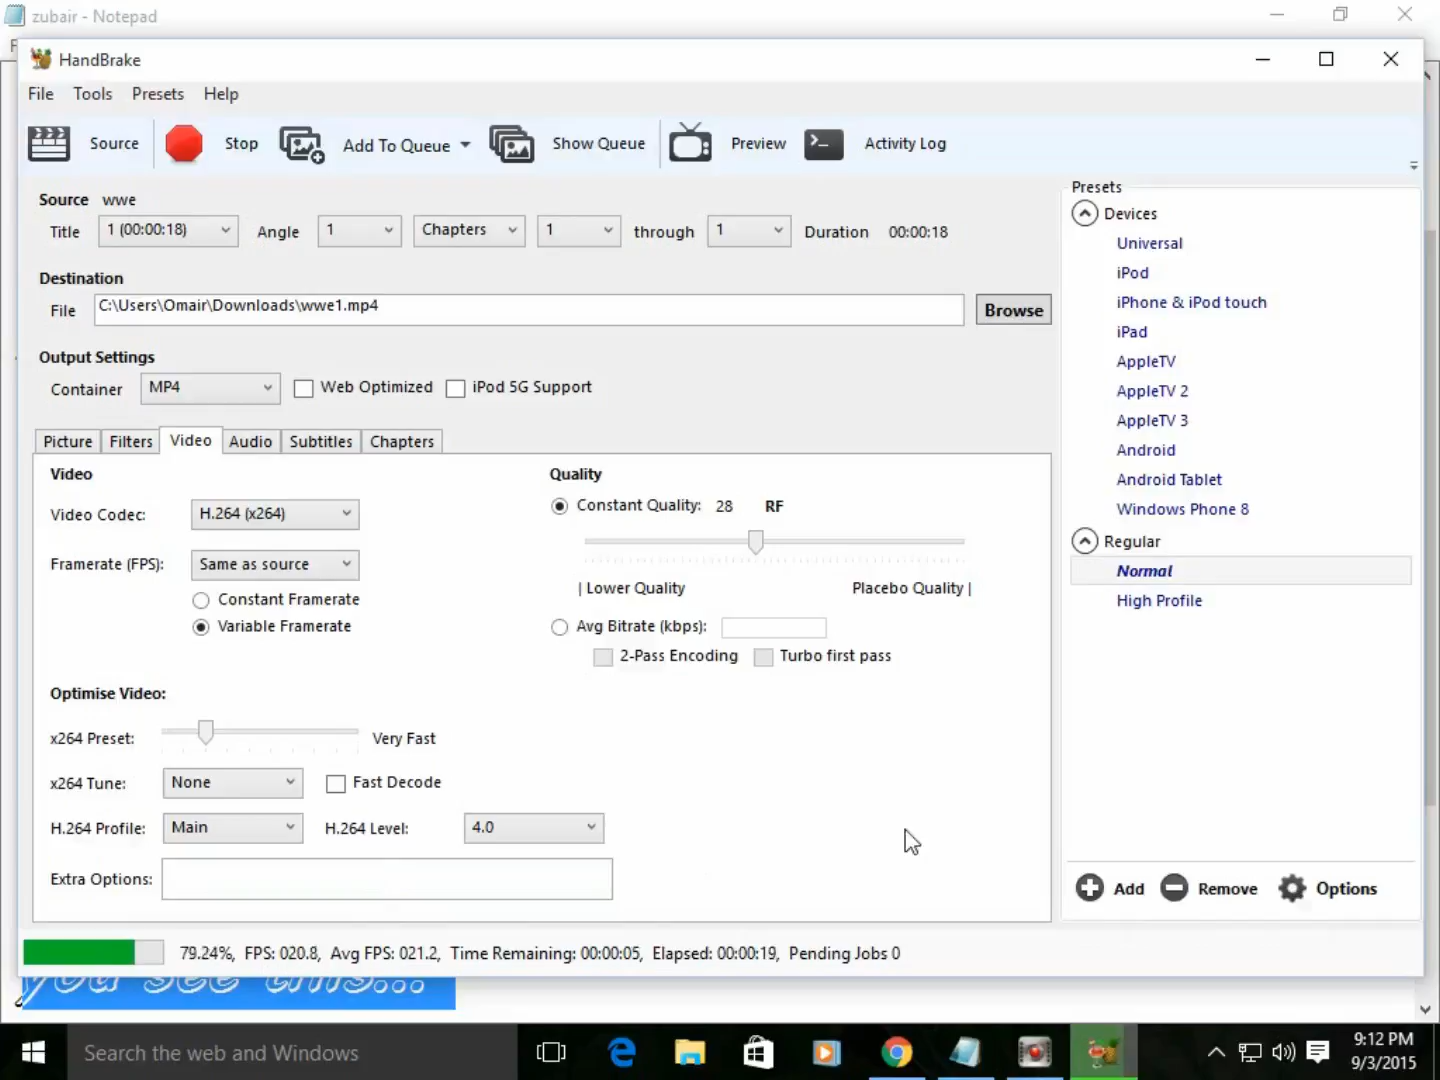 zubair - Notepad
HandBrake
File Tools Presets Help
Source Stop Add To Queue Show Queue Preview Activity Log
Source wwe
Title 1 (00:00:18) Angle 1 Chapters 1 through 1 Duration 00:00:18
Destination
File C:\Users\Omair\Downloads\wwe1.mp4 Browse
Output Settings
Container MP4 Web Optimized iPod 5G Support
Picture Filters Video Audio Subtitles Chapters
Video
Video Codec: H.264 (x264)
Framerate (FPS): Same as source
Constant Framerate
Variable Framerate
Quality
Constant Quality: 28 RF
| Lower Quality Placebo Quality |
Avg Bitrate (kbps):
2-Pass Encoding Turbo first pass
Optimise Video:
x264 Preset: Very Fast
x264 Tune: None Fast Decode
H.264 Profile: Main H.264 Level: 4.0
Extra Options:
Presets
Devices
Universal
iPod
iPhone & iPod touch
iPad
AppleTV
AppleTV 2
AppleTV 3
Android
Android Tablet
Windows Phone 8
Regular
Normal
High Profile
Add Remove Options
79.24%, FPS: 020.8, Avg FPS: 021.2, Time Remaining: 00:00:05, Elapsed: 00:00:19, Pending Jobs 0
you see this...
Search the web and Windows
9:12 PM
9/3/2015